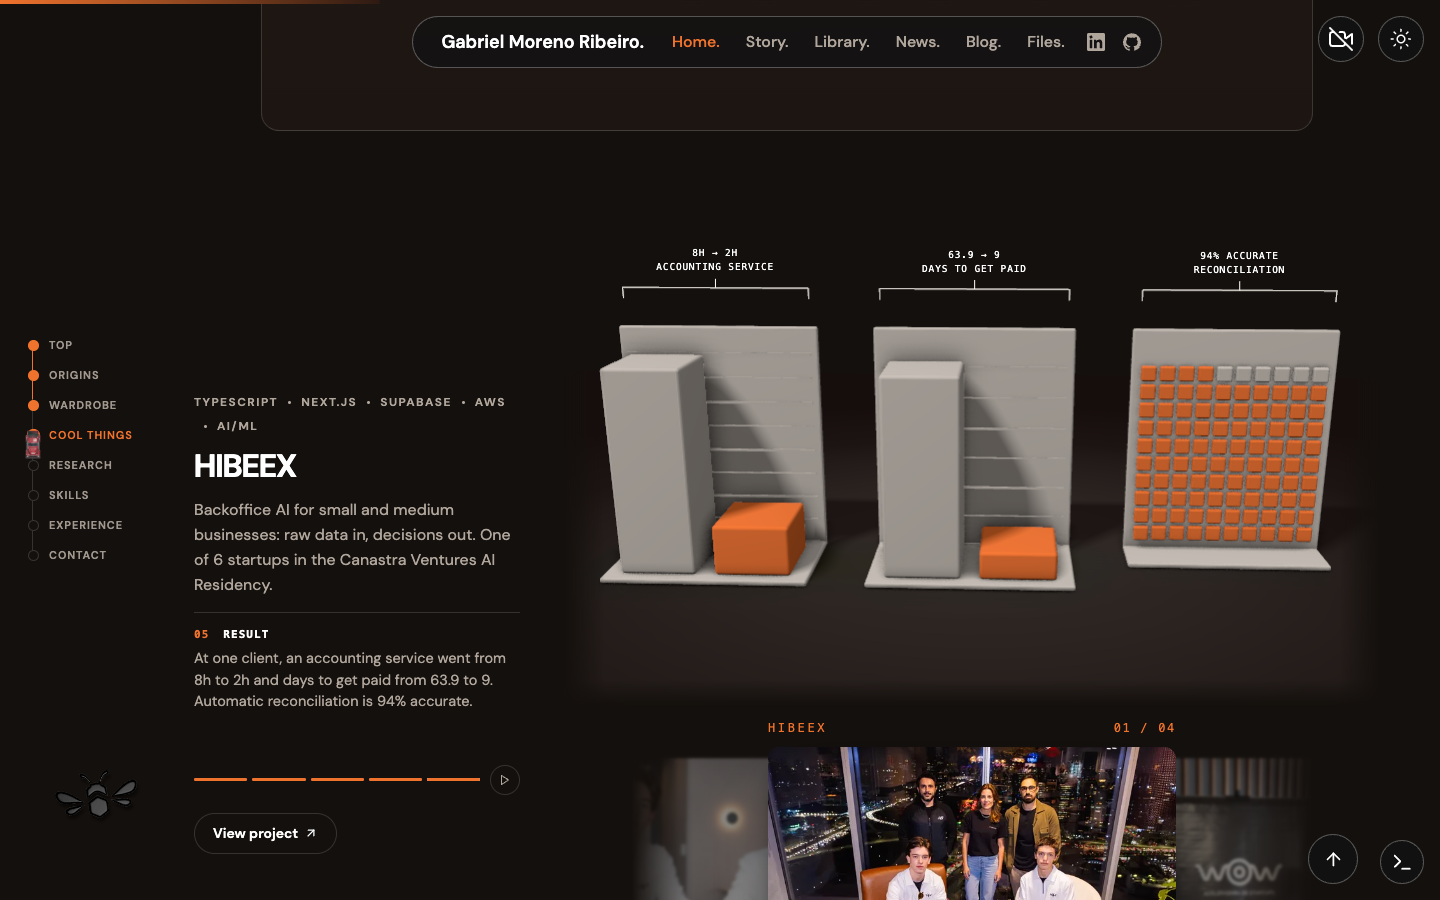 Gabriel Moreno Ribeiro.
Home.
Story.
Library.
News.
Blog.
Files.
8H → 2H
ACCOUNTING SERVICE
63.9 → 9
DAYS TO GET PAID
94% ACCURATE
RECONCILIATION
TOP
ORIGINS
WARDROBE
COOL THINGS
RESEARCH
SKILLS
EXPERIENCE
CONTACT
TYPESCRIPT • NEXT.JS • SUPABASE • AWS
• AI/ML
HIBEEX
Backoffice AI for small and medium
businesses: raw data in, decisions out. One
of 6 startups in the Canastra Ventures AI
Residency.
05 RESULT
At one client, an accounting service went from
8h to 2h and days to get paid from 63.9 to 9.
Automatic reconciliation is 94% accurate.
View project
HIBEEX
01 / 04
WOW